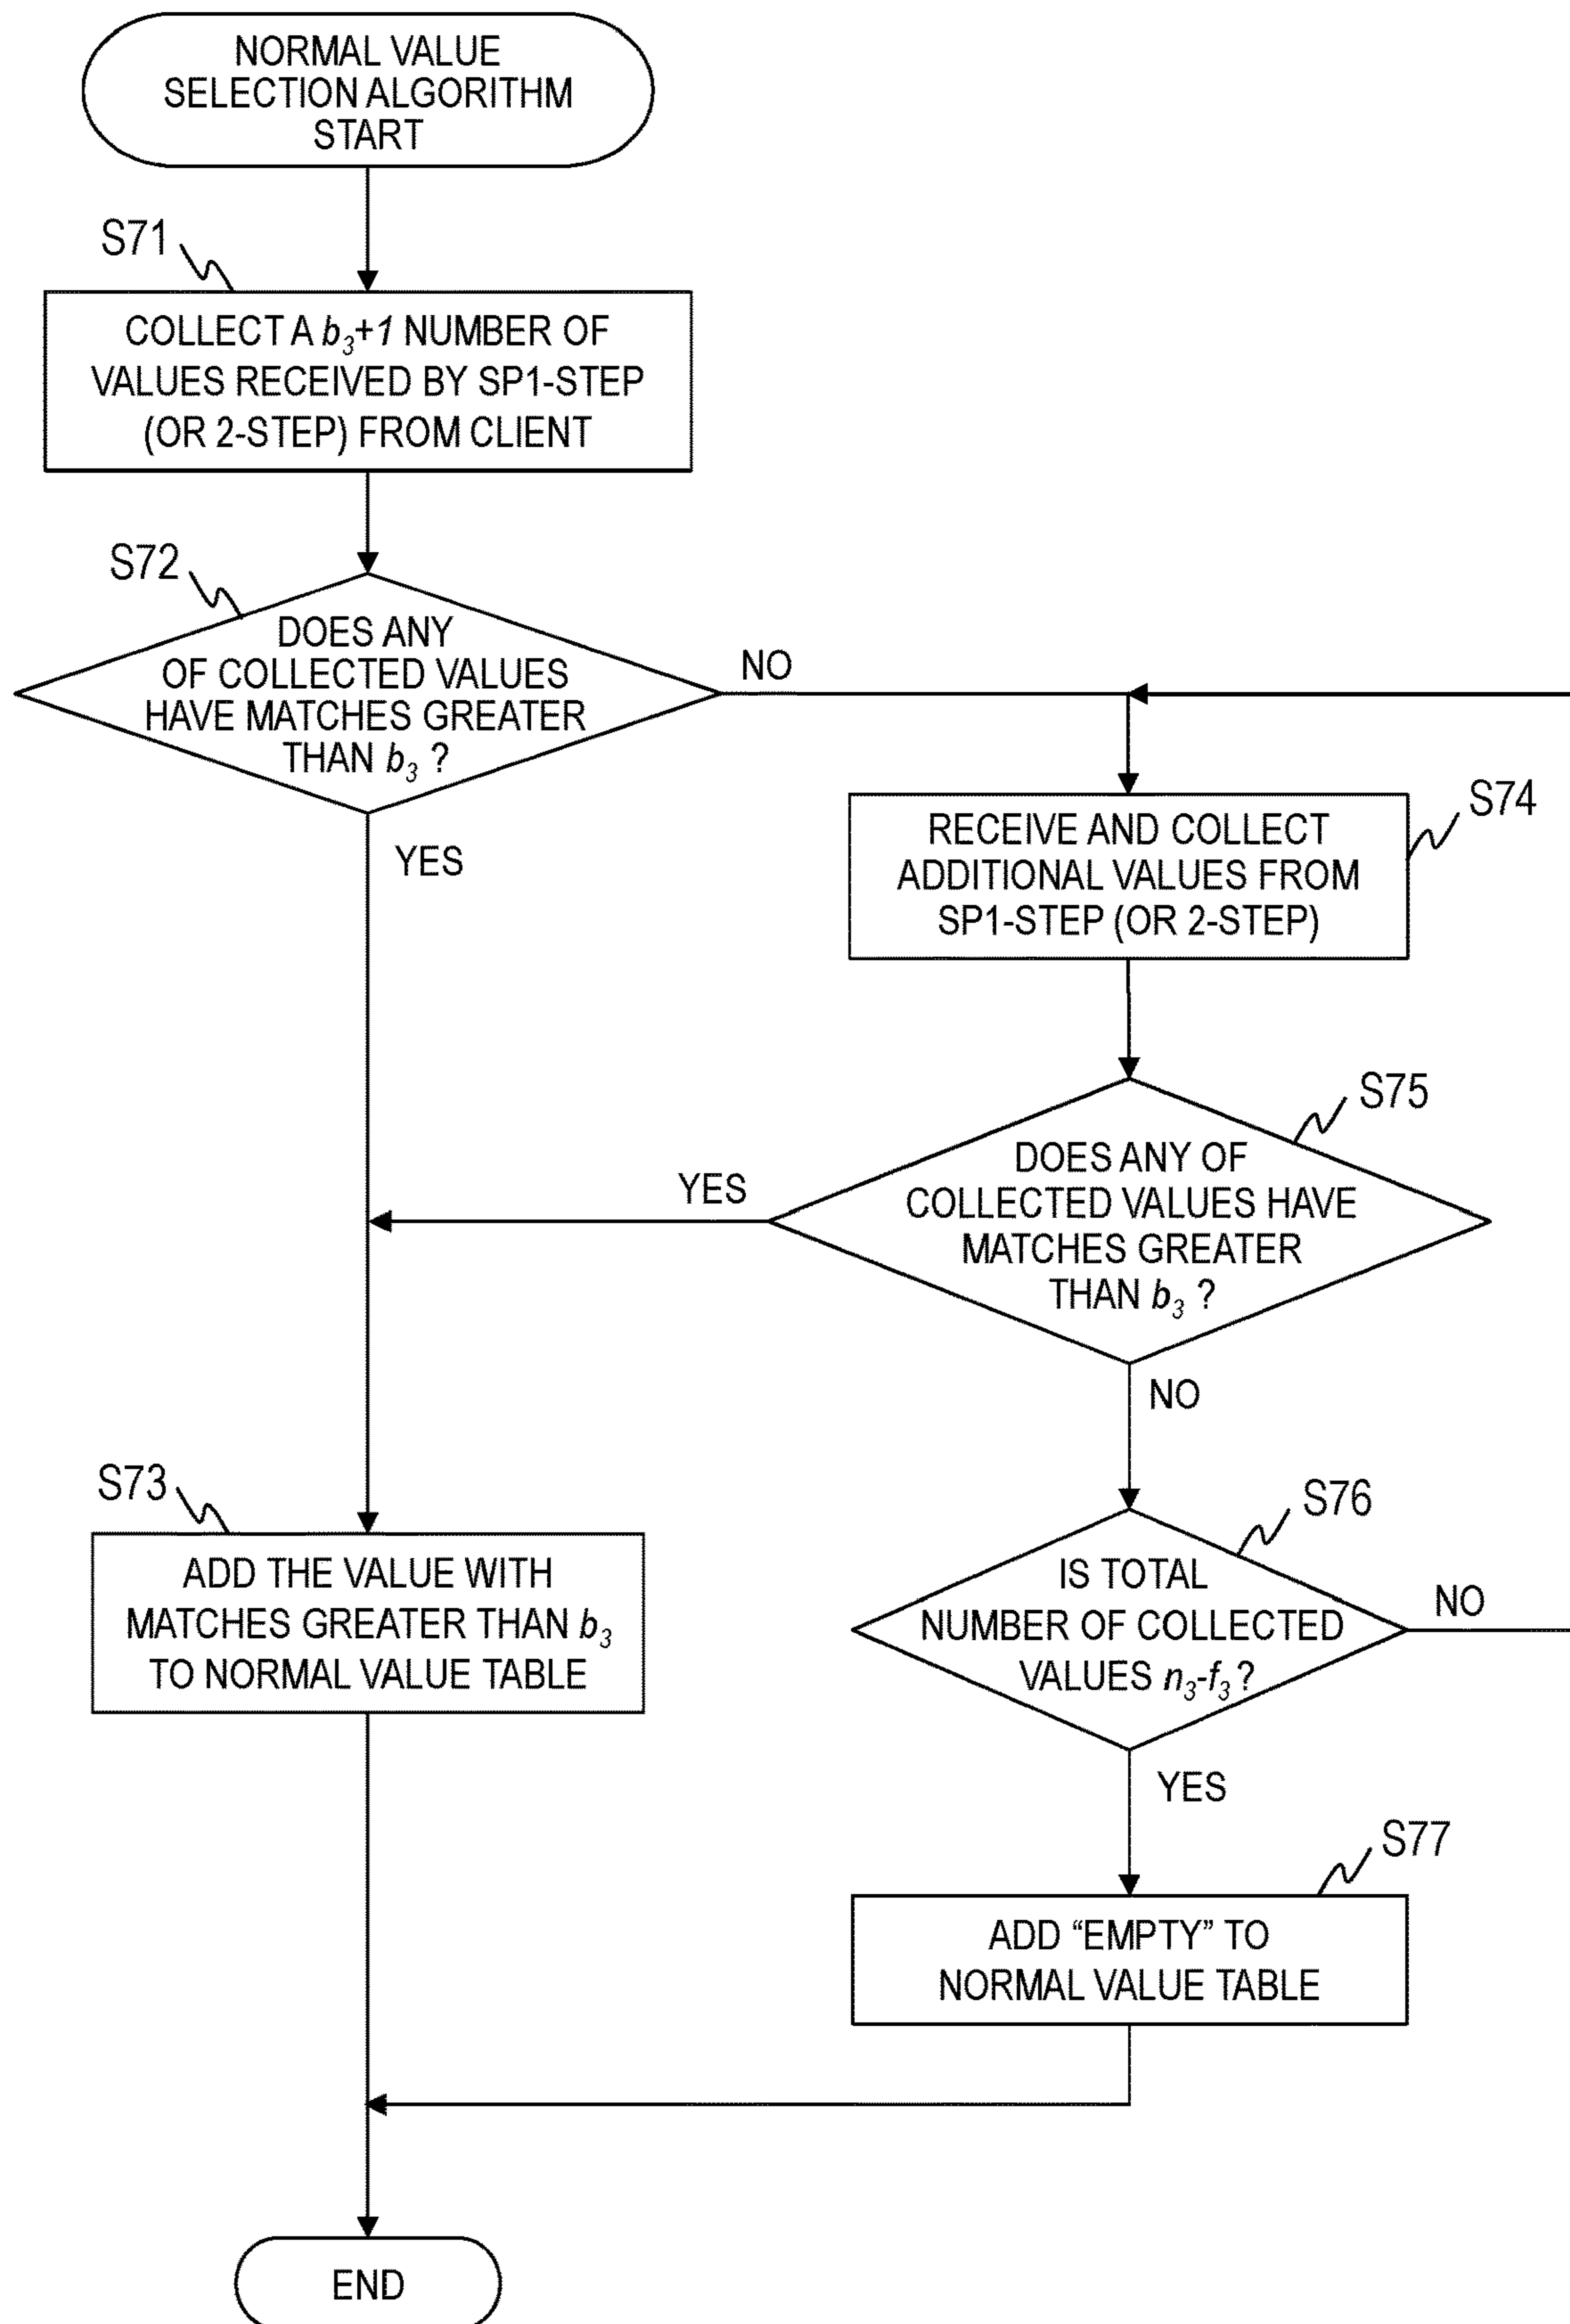 NORMAL VALUE
SELECTION ALGORITHM
START
S71
COLLECT A b₃+1 NUMBER OF
VALUES RECEIVED BY SP1-STEP
(OR 2-STEP) FROM CLIENT
S72
DOES ANY
OF COLLECTED VALUES
HAVE MATCHES GREATER
THAN b₃ ?
NO
YES
S74
RECEIVE AND COLLECT
ADDITIONAL VALUES FROM
SP1-STEP (OR 2-STEP)
S75
DOES ANY OF
COLLECTED VALUES HAVE
MATCHES GREATER
THAN b₃ ?
YES
NO
S73
ADD THE VALUE WITH
MATCHES GREATER THAN b₃
TO NORMAL VALUE TABLE
S76
IS TOTAL
NUMBER OF COLLECTED
VALUES n₃-f₃ ?
NO
YES
S77
ADD “EMPTY” TO
NORMAL VALUE TABLE
END